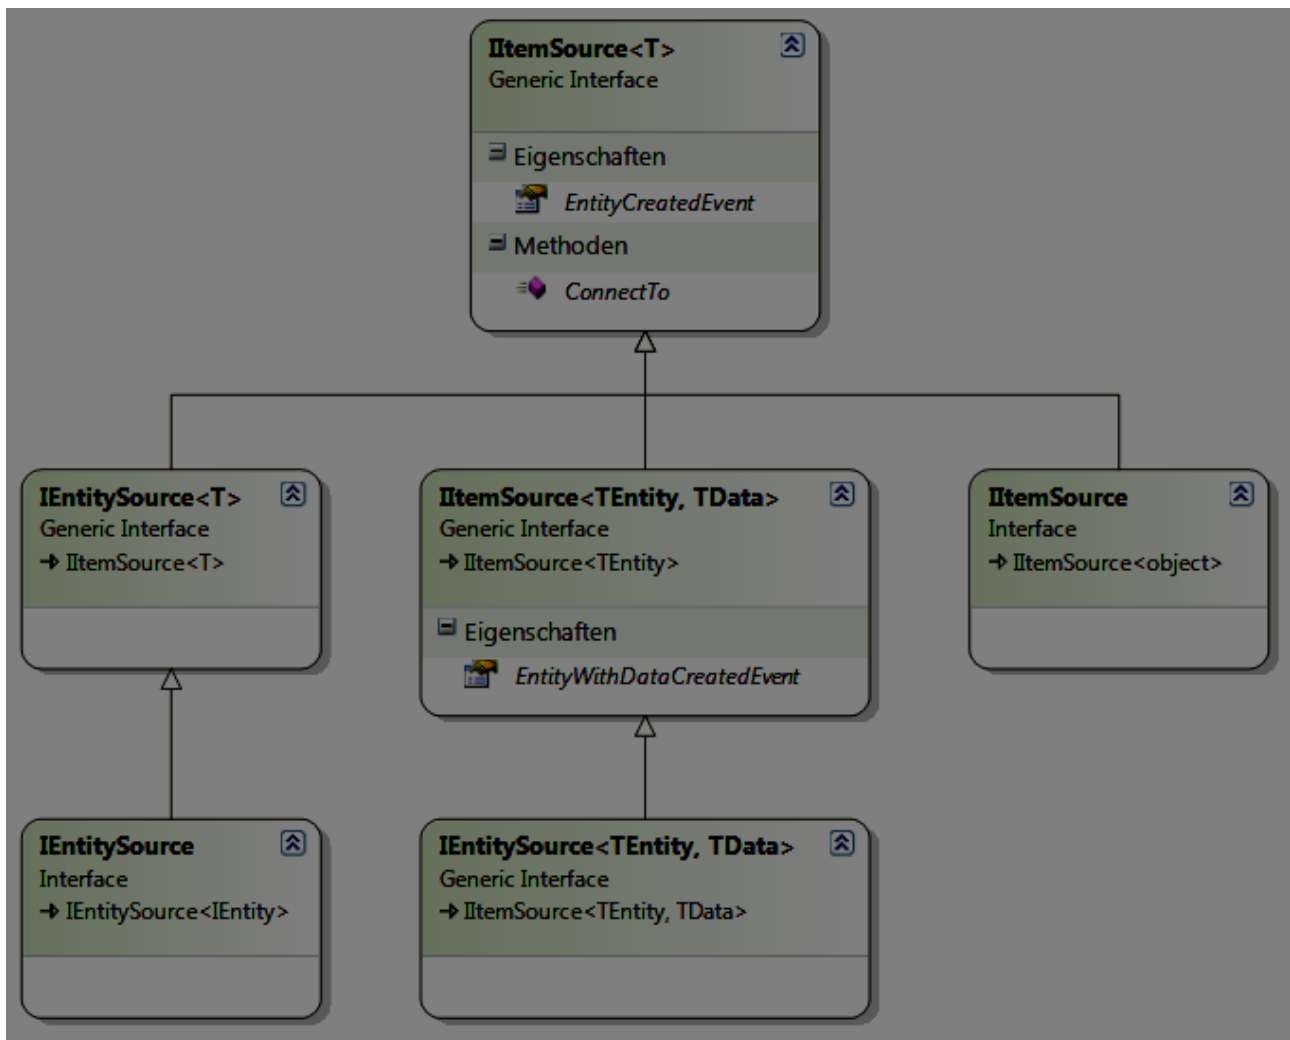 IItemSource<T>
Generic Interface
Eigenschaften
EntityCreatedEvent
Methoden
ConnectTo
IEntitySource<T>
Generic Interface
IItemSource<T>
IItemSource<TEntity, TData>
Generic Interface
IItemSource<TEntity>
Eigenschaften
EntityWithDataCreatedEvent
IItemSource
Interface
IItemSource<object>
IEntitySource
Interface
IEntitySource<IEntity>
IEntitySource<TEntity, TData>
Generic Interface
IItemSource<TEntity, TData>